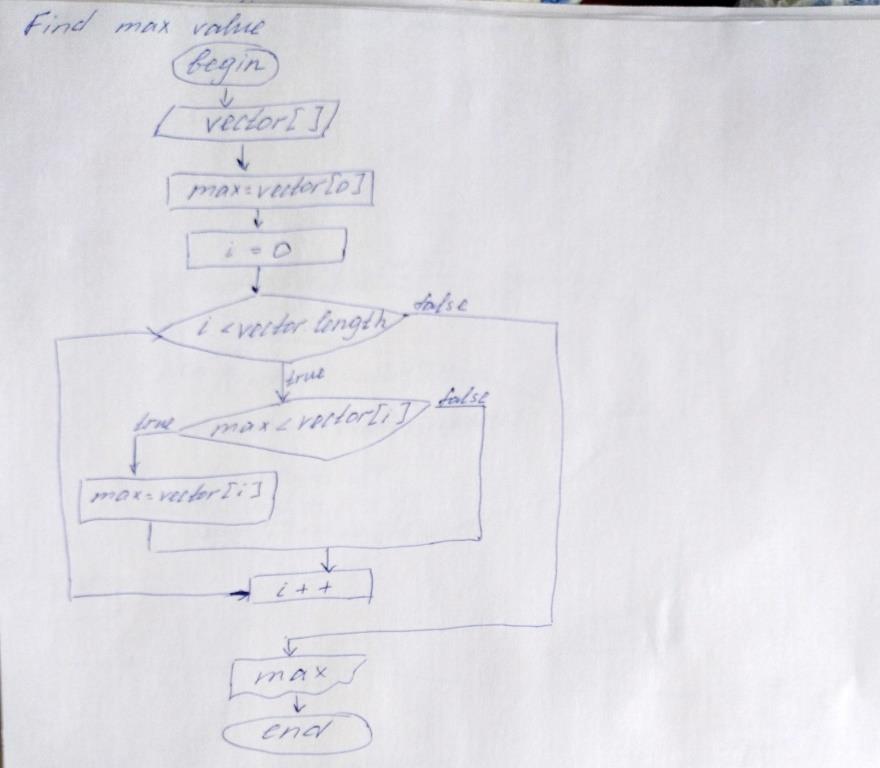 Find max value
begin
vector[ ]
max=vector[0]
i = 0
i < vector.length
false
true
max < vector[i]
false
true
max=vector[i]
i + +
max
end